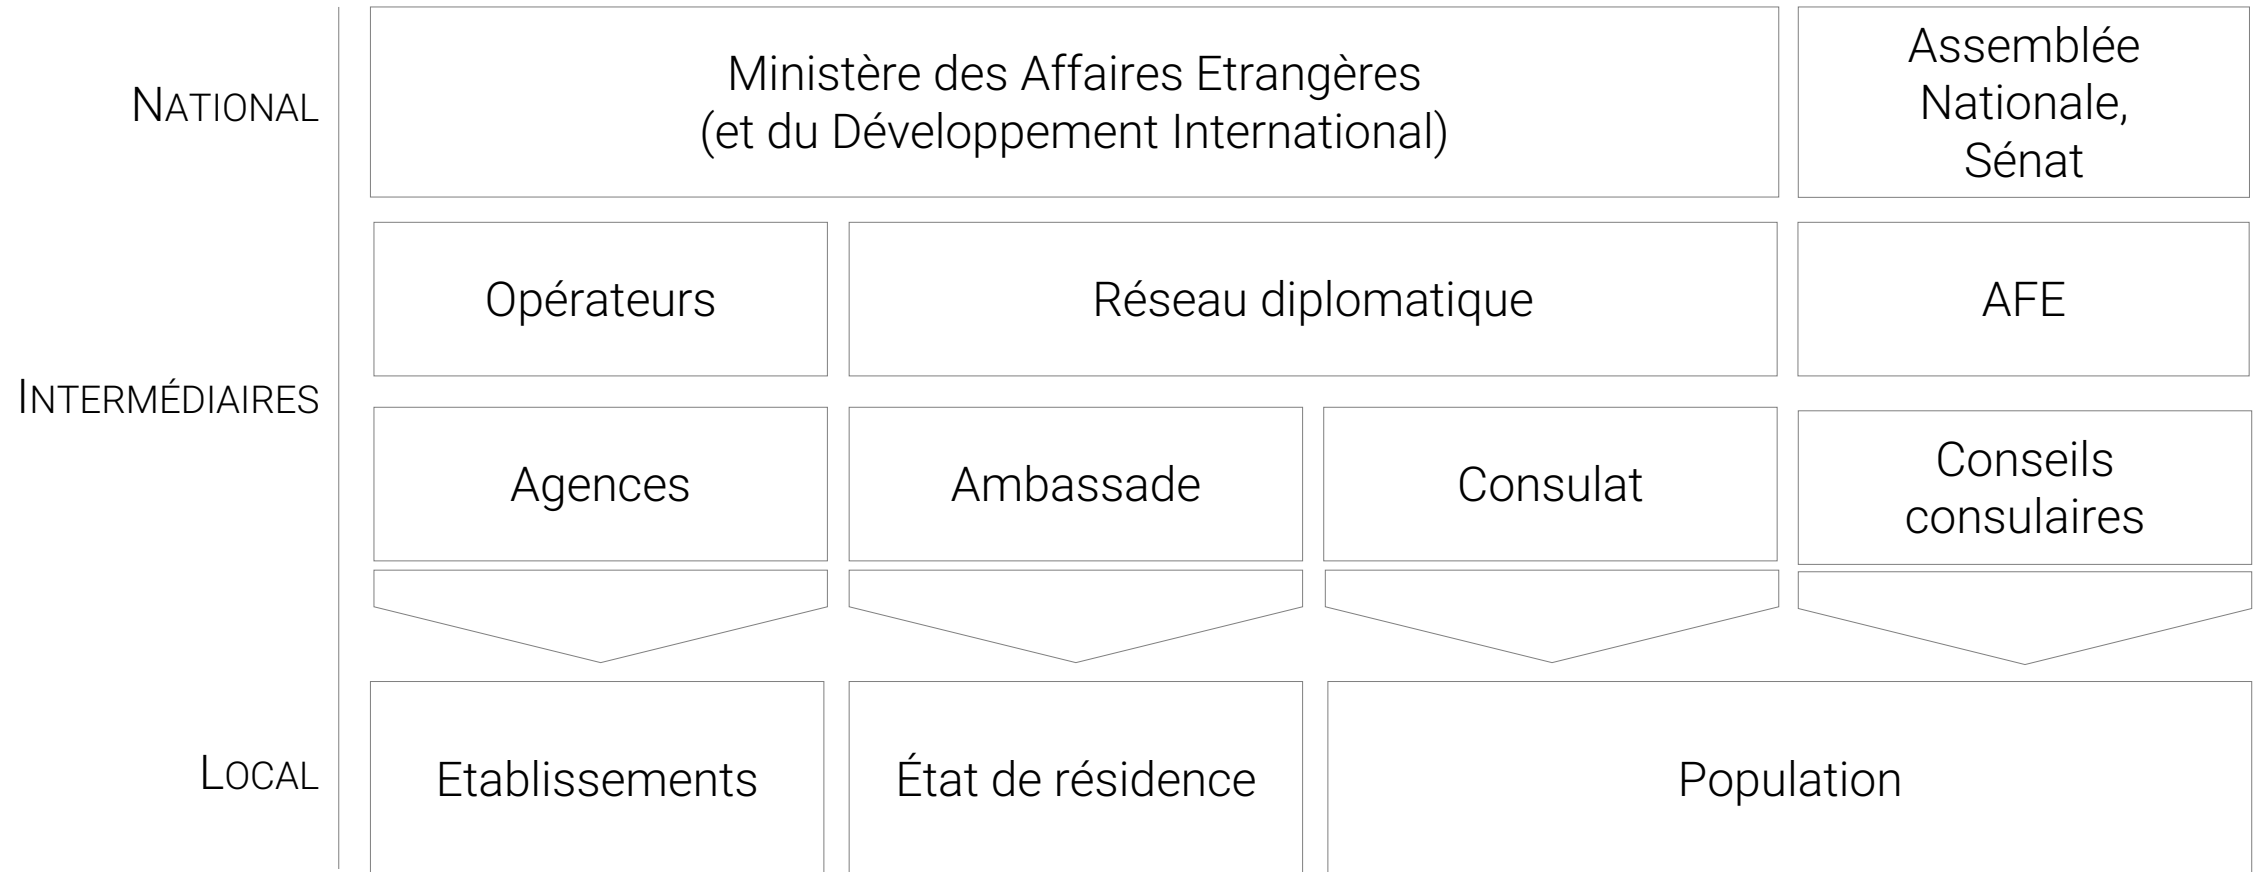 NATIONAL
Ministère des Affaires Etrangères
(et du Développement International)
Assemblée
Nationale,
Sénat
INTERMÉDIAIRES
Opérateurs
Réseau diplomatique
AFE
Agences
Ambassade
Consulat
Conseils
consulaires
LOCAL
Etablissements
État de résidence
Population